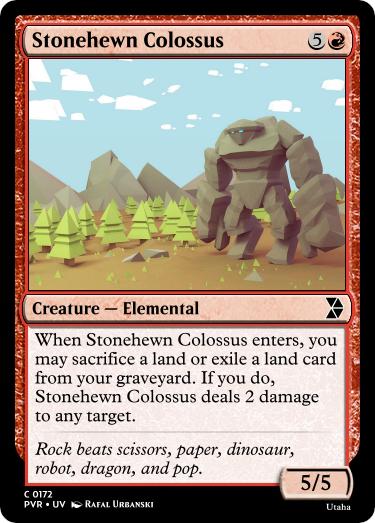 Stonehewn Colossus 5
Creature — Elemental
When Stonehewn Colossus enters, you
may sacrifice a land or exile a land card
from your graveyard. If you do,
Stonehewn Colossus deals 2 damage
to any target.
Rock beats scissors, paper, dinosaur,
robot, dragon, and pop.
5/5
C 0172
PVR • UV Rafal Urbanski
Utaha